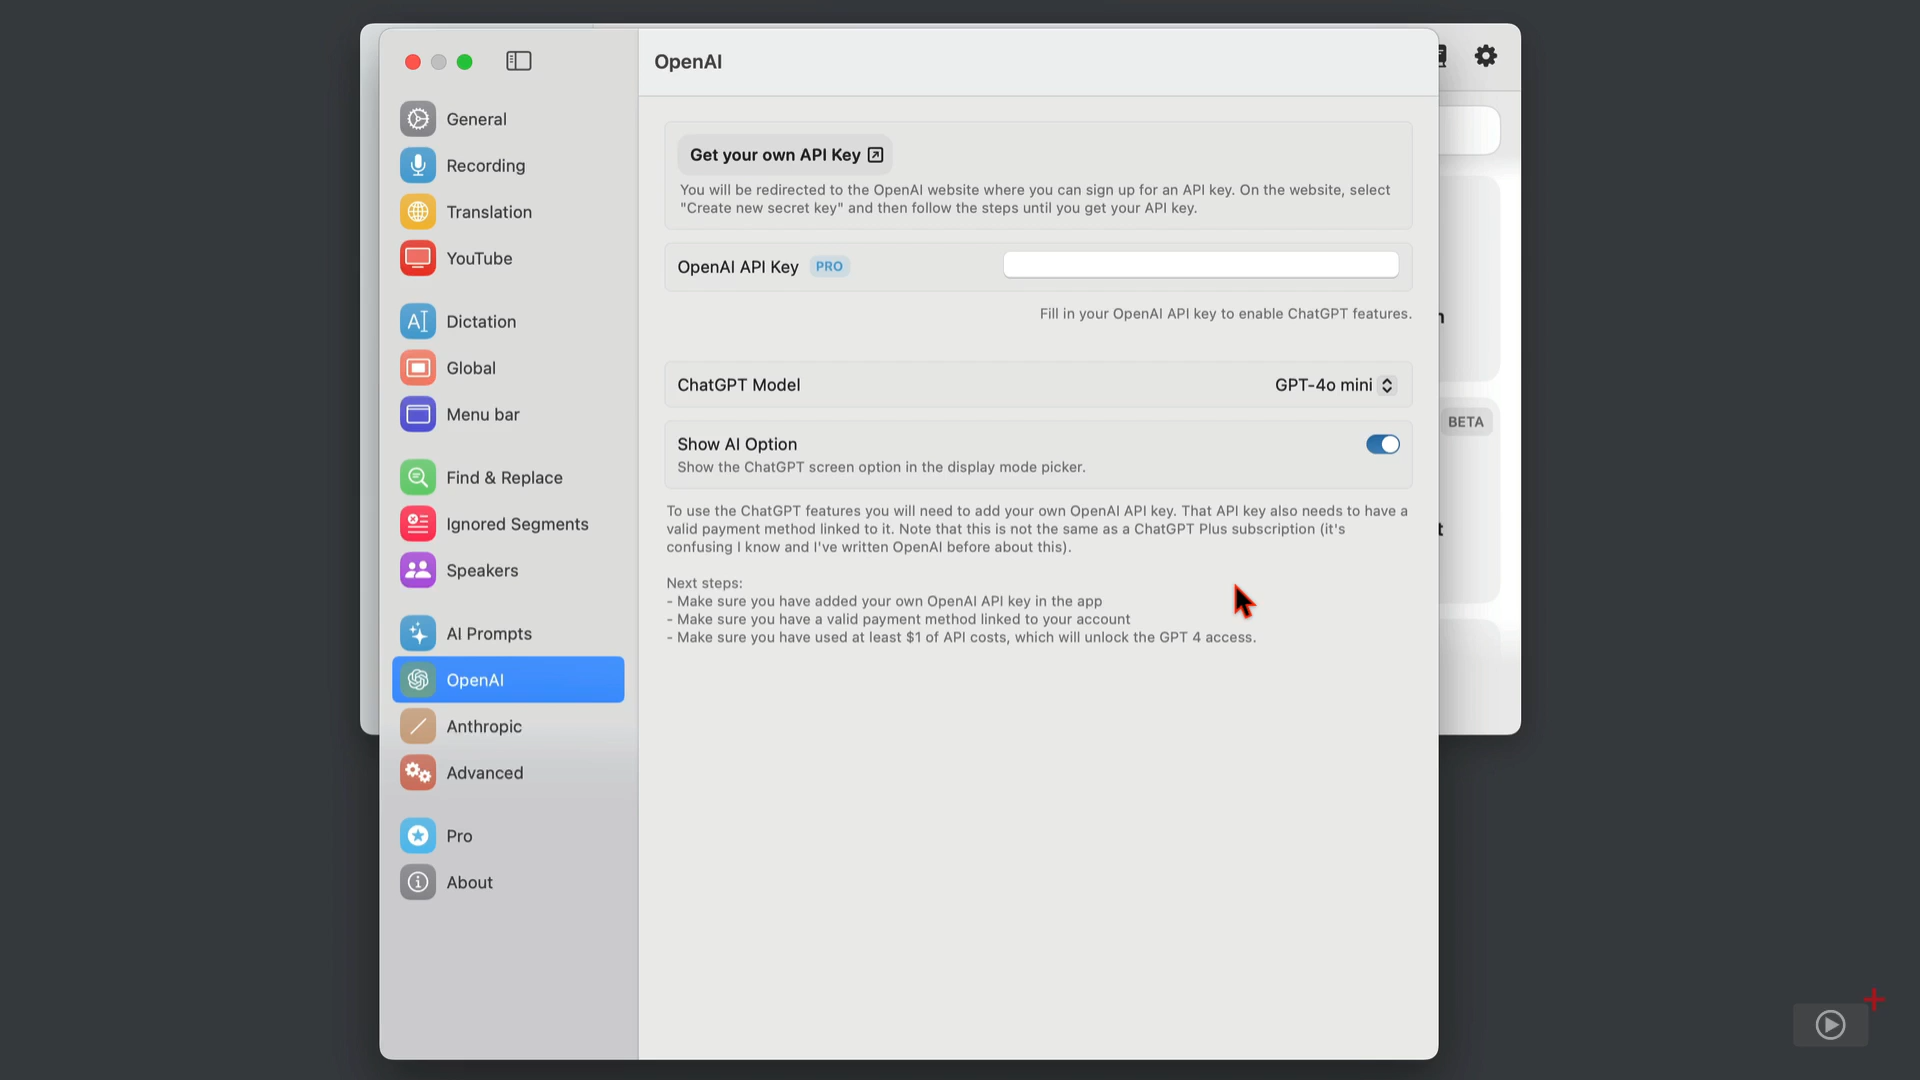 OpenAI
General
Recording
Translation
YouTube
Dictation
Global
Menu bar
Find & Replace
Ignored Segments
Speakers
AI Prompts
OpenAI
Anthropic
Advanced
Pro
About
Get your own API Key
You will be redirected to the OpenAI website where you can sign up for an API key. On the website, select
"Create new secret key" and then follow the steps until you get your API key.
OpenAI API Key PRO
Fill in your OpenAI API key to enable ChatGPT features.
ChatGPT Model GPT-4o mini
Show AI Option
Show the ChatGPT screen option in the display mode picker.
To use the ChatGPT features you will need to add your own OpenAI API key. That API key also needs to have a
valid payment method linked to it. Note that this is not the same as a ChatGPT Plus subscription (it's
confusing I know and I've written OpenAI before about this).
Next steps:
- Make sure you have added your own OpenAI API key in the app
- Make sure you have a valid payment method linked to your account
- Make sure you have used at least $1 of API costs, which will unlock the GPT 4 access.
BETA